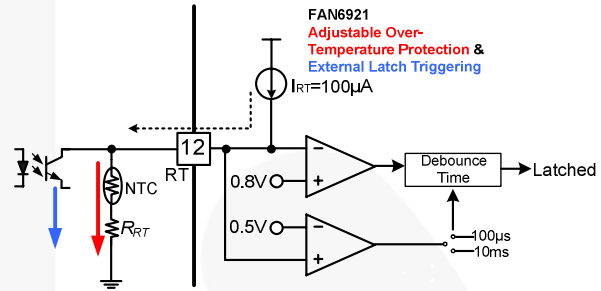 FAN6921
Adjustable Over-
Temperature Protection &
External Latch Triggering
IRT=100µA
12
RT
NTC
RRT
0.8V
0.5V
−
+
−
+
Debounce
Time
Latched
100µs
10ms